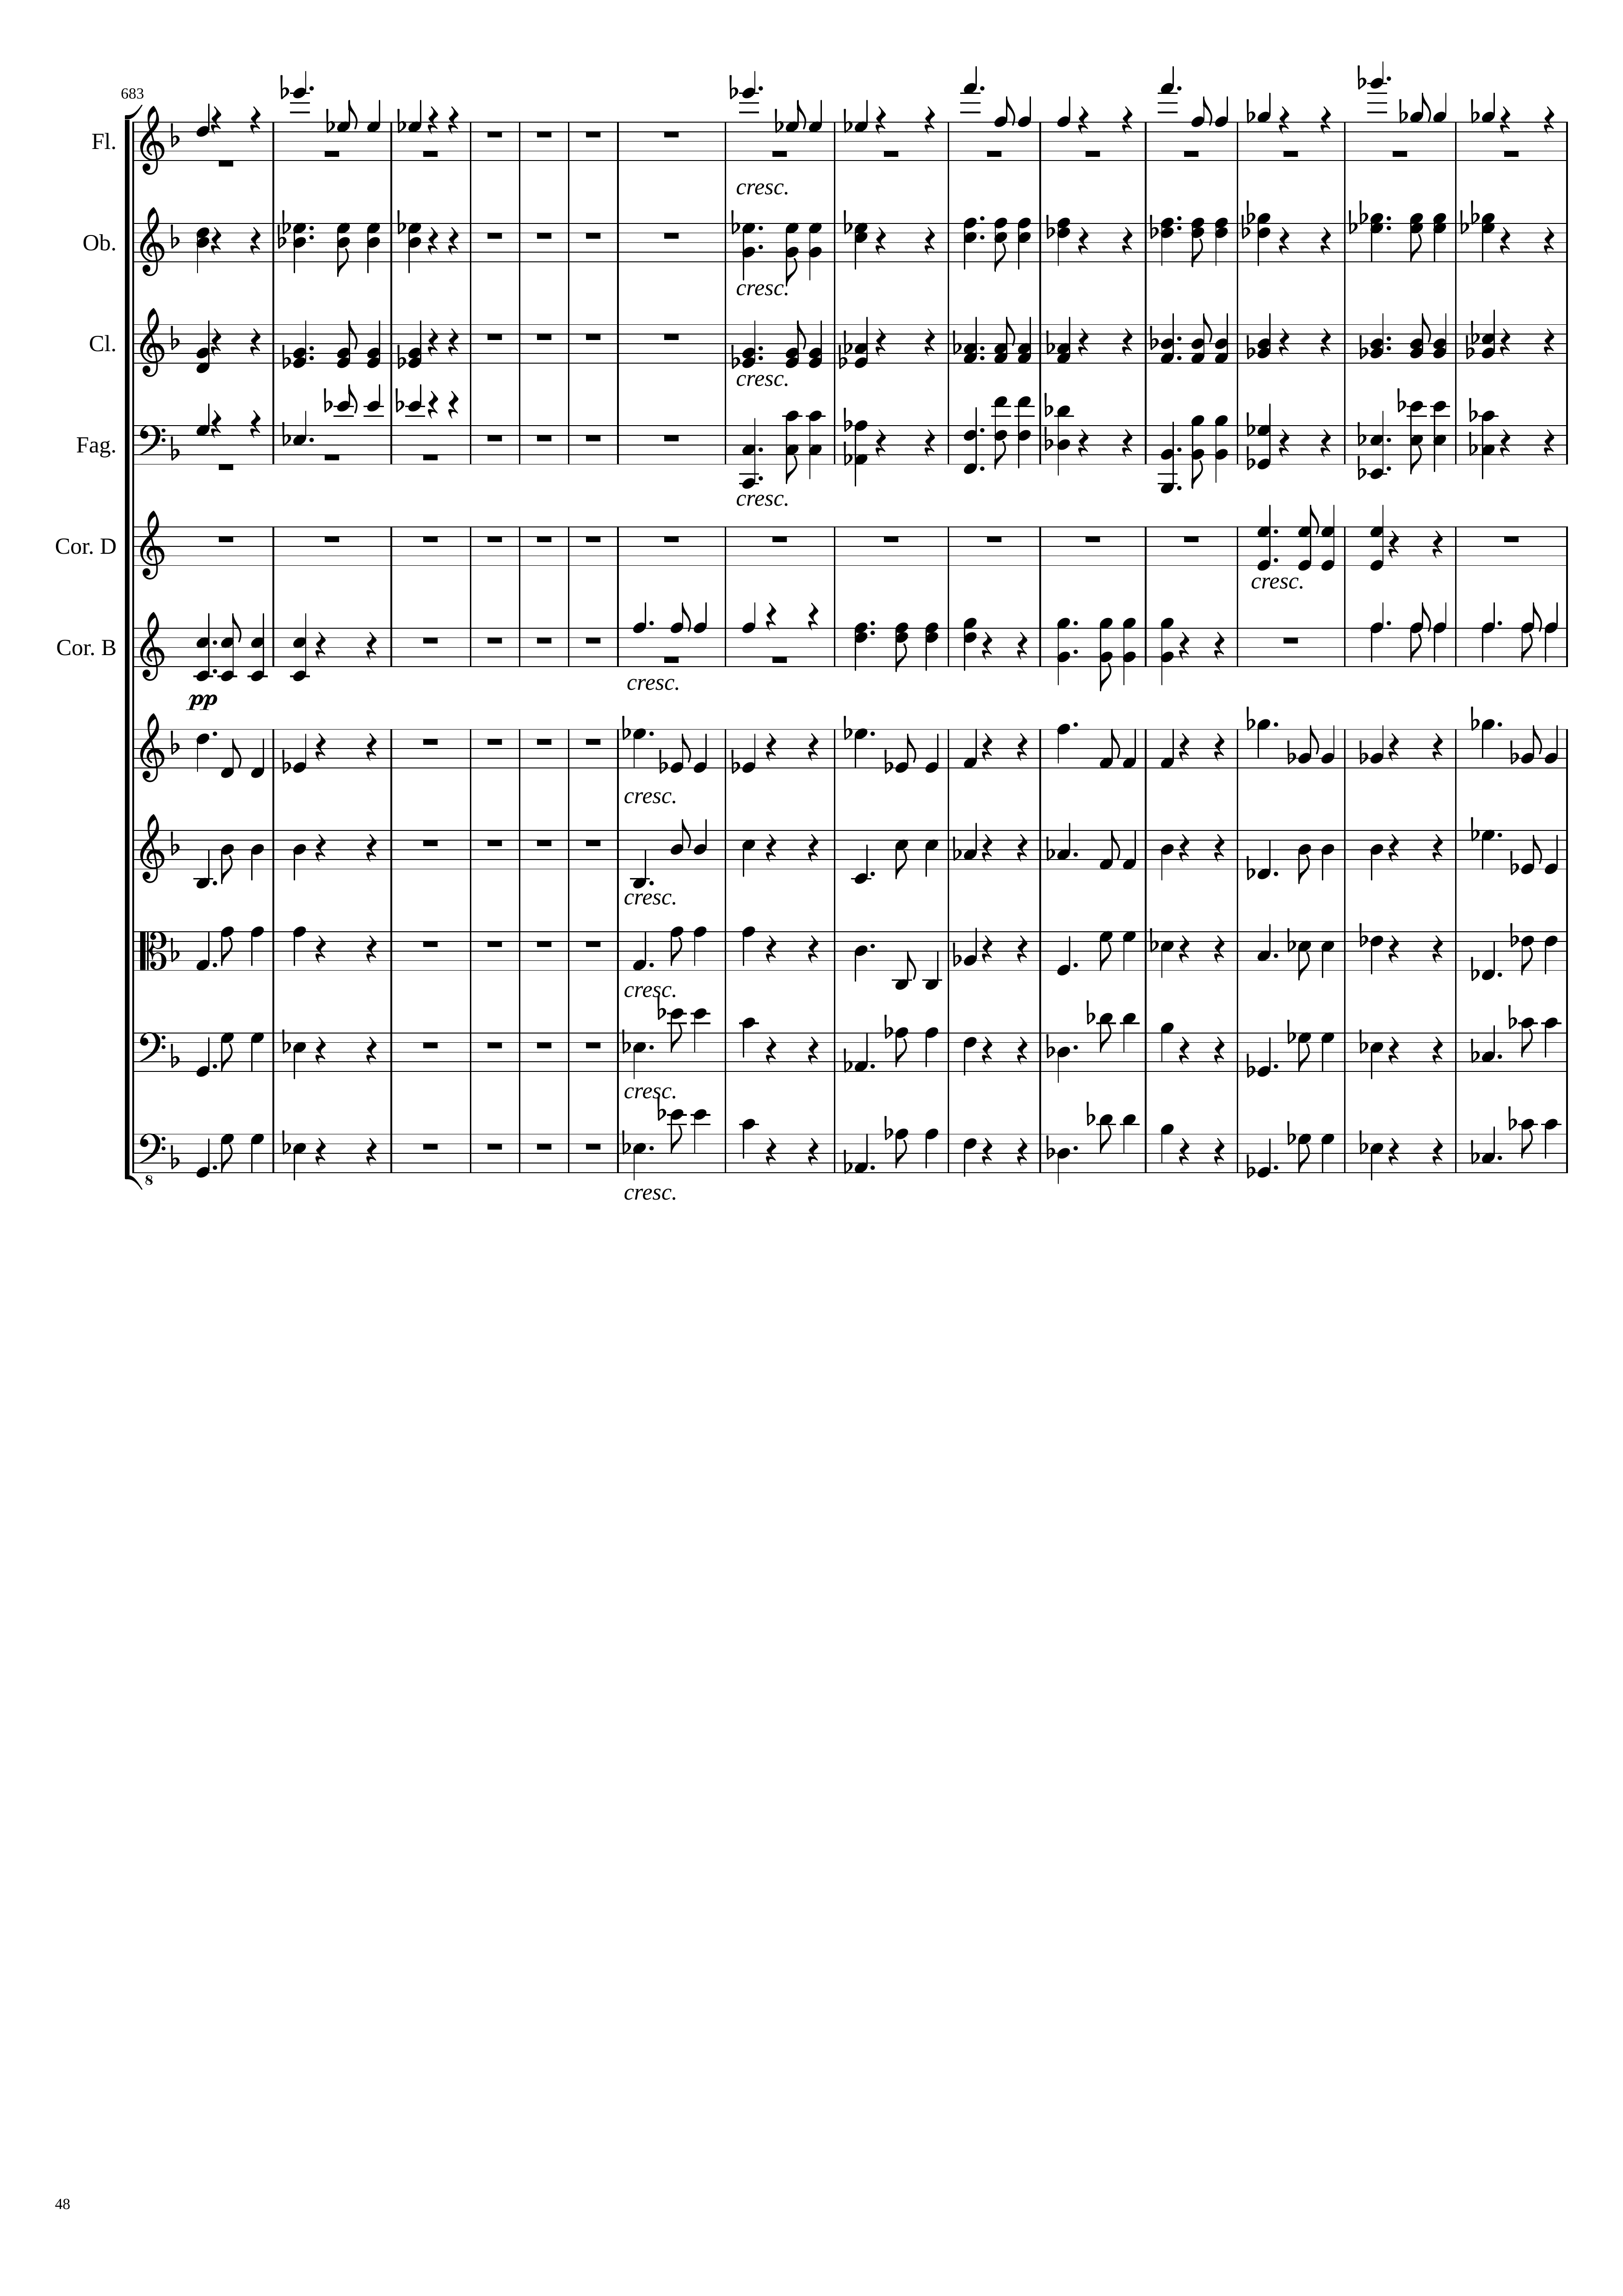 683
Fl.
cresc.
Ob.
cresc.
Cl.
cresc.
Fag.
cresc.
Cor. D
cresc.
Cor. B
cresc.
pp
cresc.
cresc.
cresc.
cresc.
8
cresc.
48